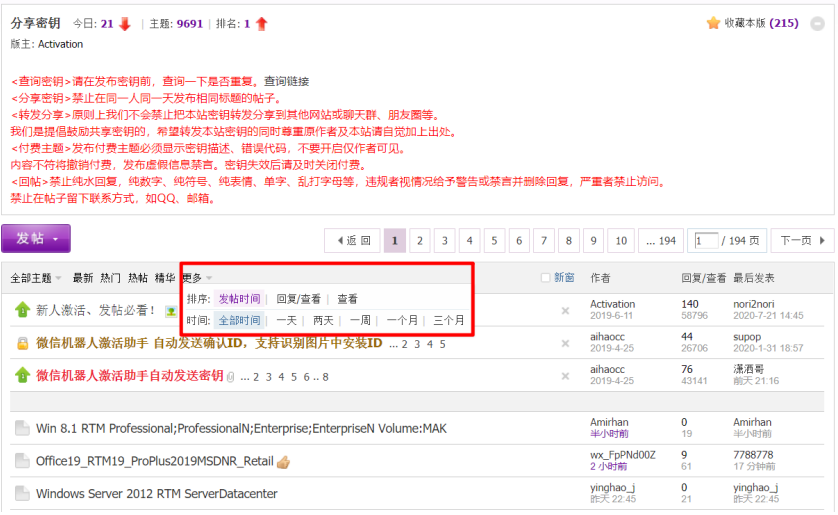 分享密钥 今日: 21 | 主题: 9691 | 排名: 1 收藏本版 (215)
版主: Activation
<查询密钥>请在发布密钥前，查询一下是否重复。查询链接
<分享密钥>禁止在同一人同一天发布相同标题的帖子。
<转发分享>原则上我们不会禁止把本站密钥转发分享到其他网站或聊天群、朋友圈等。
我们是提倡鼓励共享密钥的，希望转发本站密钥的同时尊重原作者及本站请自觉加上出处。
<付费主题>发布付费主题必须显示密钥描述、错误代码，不要开启仅作者可见。
内容不符将撤销付费，发布虚假信息禁言。密钥失效后请及时关闭付费。
<回帖>禁止纯水回复，纯数字、纯符号、纯表情、单字、乱打字母等，违规者视情况给予警告或禁言并删除回复，严重者禁止访问。
禁止在帖子留下联系方式，如QQ、邮箱。
发帖 返回 1 2 3 4 5 6 7 8 9 10 ... 194 1 / 194 页 下一页
全部主题 最新 热门 热帖 精华 更多 新窗 作者 回复/查看 最后发表
排序: 发帖时间 | 回复/查看 | 查看
时间: 全部时间 | 一天 | 两天 | 一周 | 一个月 | 三个月
新人激活、发帖必看！ Activation 140 nori2nori
2019-6-11 58796 2020-7-21 14:45
微信机器人激活助手 自动发送确认ID，支持识别图片中安装ID ... 2 3 4 5 aihaocc 44 supop
2019-4-25 26706 2020-1-31 18:57
微信机器人激活助手自动发送密钥 ... 2 3 4 5 6 .. 8 aihaocc 76 潇洒哥
2019-4-25 43141 前天 21:16
Win 8.1 RTM Professional;ProfessionalN;Enterprise;EnterpriseN Volume:MAK Amirhan 0 Amirhan
半小时前 19 半小时前
Office19_RTM19_ProPlus2019MSDNR_Retail wx_FpPNd00Z 9 7788778
2 小时前 61 17 分钟前
Windows Server 2012 RTM ServerDatacenter yinghao_j 0 yinghao_j
昨天 22:45 21 昨天 22:45